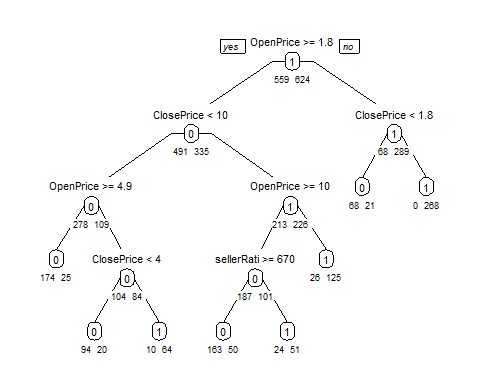 yes OpenPrice >= 1.8 no
1
559 624
ClosePrice < 10 ClosePrice < 1.8
0 1
491 335 68 289
OpenPrice >= 4.9 OpenPrice >= 10 0 1
0 1 68 21 0 268
278 109 213 226
0 ClosePrice < 4 sellerRati >= 670 1
174 25 0 0 26 125
104 84 187 101
0 1 0 1
94 20 10 64 163 50 24 51